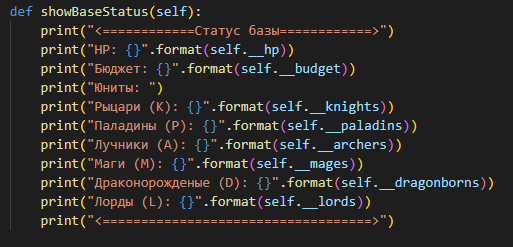 def showBaseStatus(self):
    print("<============Статус базы============>")
    print("HP: {}".format(self.__hp))
    print("Бюджет: {}".format(self.__budget))
    print("Юниты: ")
    print("Рыцари (K): {}".format(self.__knights))
    print("Паладины (P): {}".format(self.__paladins))
    print("Лучники (A): {}".format(self.__archers))
    print("Маги (M): {}".format(self.__mages))
    print("Драконорожденые (D): {}".format(self.__dragonborns))
    print("Лорды (L): {}".format(self.__lords))
    print("<===================================>")